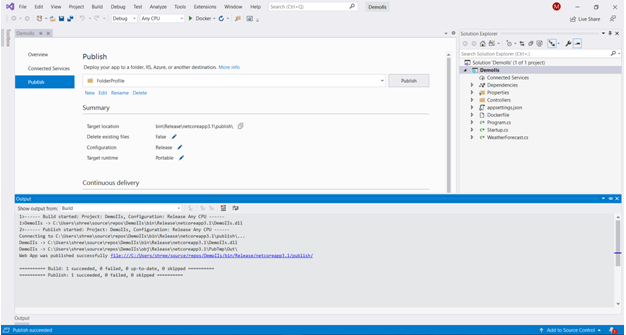 File Edit View Project Build Debug Test Analyze Tools Extensions Window Help Search (Ctrl+Q) DemoIIs
M
Debug Any CPU Docker
Live Share
Toolbox
DemoIIs
Overview
Connected Services
Publish
Publish
Deploy your app to a folder, IIS, Azure, or another destination. More info
FolderProfile
Publish
New Edit Rename Delete
Summary
Target location bin\Release\netcoreapp3.1\publish\
Delete existing files False
Configuration Release
Target runtime Portable
Continuous delivery
Solution Explorer
Search Solution Explorer (Ctrl+;)
Solution 'DemoIIs' (1 of 1 project)
DemoIIs
Connected Services
Dependencies
Properties
Controllers
appsettings.json
Dockerfile
Program.cs
Startup.cs
WeatherForecast.cs
Output
Show output from: Build
1>------ Build started: Project: DemoIIs, Configuration: Release Any CPU ------
1>DemoIIs -> C:\Users\shree\source\repos\DemoIIs\bin\Release\netcoreapp3.1\DemoIIs.dll
2>------ Publish started: Project: DemoIIs, Configuration: Release Any CPU ------
Connecting to C:\Users\shree\source\repos\DemoIIs\bin\Release\netcoreapp3.1\publish\...
DemoIIs -> C:\Users\shree\source\repos\DemoIIs\bin\Release\netcoreapp3.1\DemoIIs.dll
DemoIIs -> C:\Users\shree\source\repos\DemoIIs\obj\Release\netcoreapp3.1\PubTmp\Out\
Web App was published successfully file:///C:/Users/shree/source/repos/DemoIIs/bin/Release/netcoreapp3.1/publish/
========== Build: 1 succeeded, 0 failed, 0 up-to-date, 0 skipped ==========
========== Publish: 1 succeeded, 0 failed, 0 skipped ==========
Output
Publish succeeded
Add to Source Control